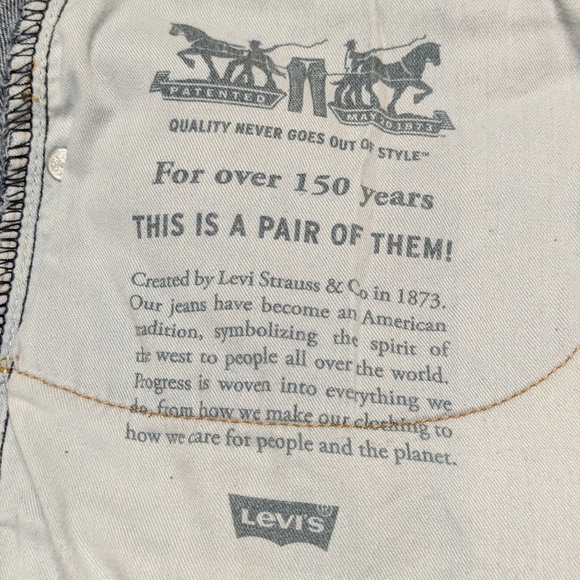 PATENTED
MAY 20 1873
QUALITY NEVER GOES OUT OF STYLE™
For over 150 years
THIS IS A PAIR OF THEM!
Created by Levi Strauss & Co in 1873.
Our jeans have become an American
tradition, symbolizing the spirit of
the west to people all over the world.
Progress is woven into everything we
do, from how we make our clothing to
how we care for people and the planet.
LEVI'S®